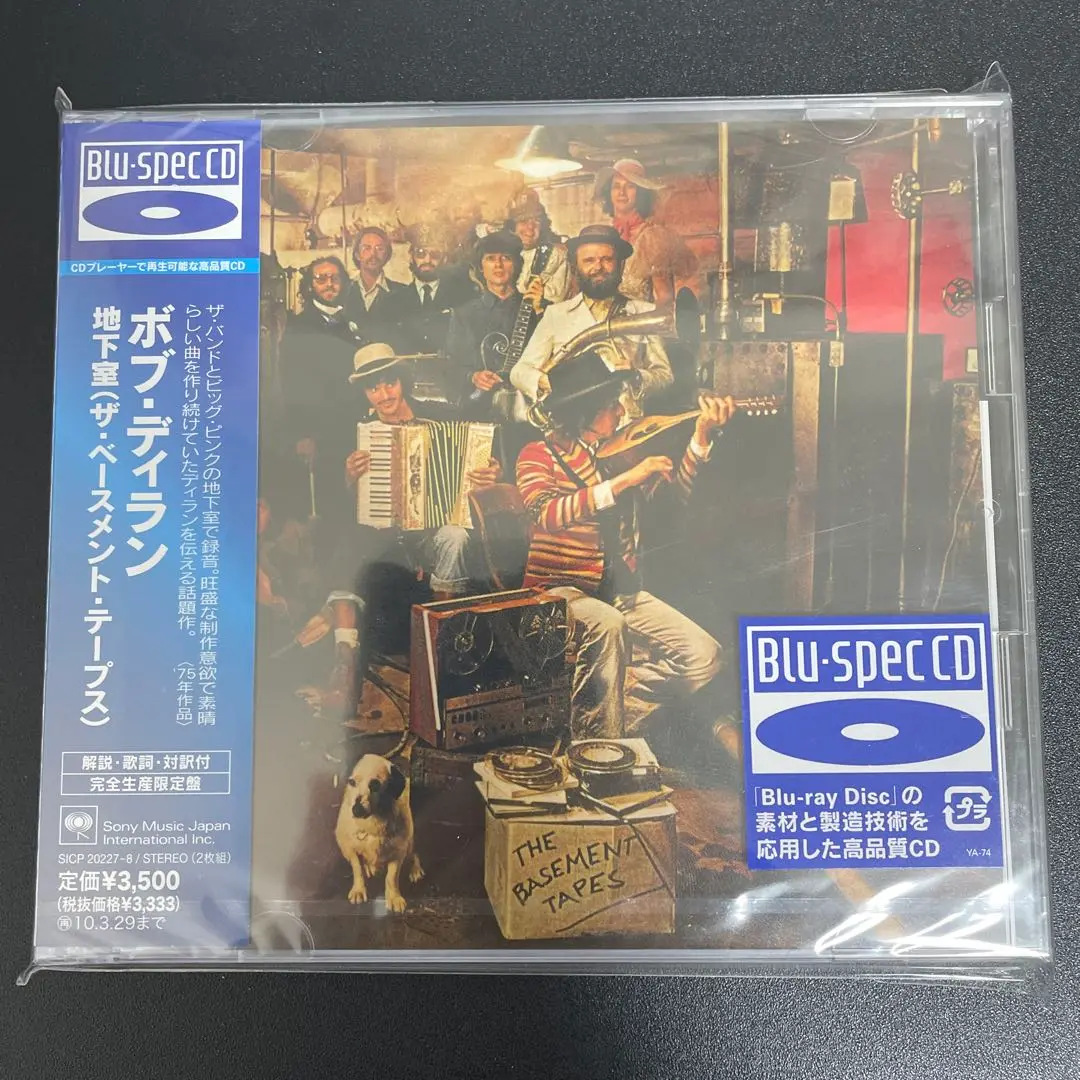 Blu-spec CD
CDプレーヤーで再生可能な高品質CD
ボブ・ディラン
地下室(ザ・ベースメント・テープス)
ザ・バンドとビッグ・ピンクの地下室で録音。旺盛な制作意欲で素晴
らしい曲を作り続けていたディランを伝える話題作。
〈'75年作品〉
解説・歌詞・対訳付
完全生産限定盤
Sony Music Japan
International Inc.
SICP 20227~8 / STEREO (2枚組)
定価¥3,500
(税抜価格¥3,333)
再10.3.29まで
THE
BASEMENT
TAPES
Blu-spec CD
「Blu-ray Disc」の
素材と製造技術を
応用した高品質CD
プラ
YA-74